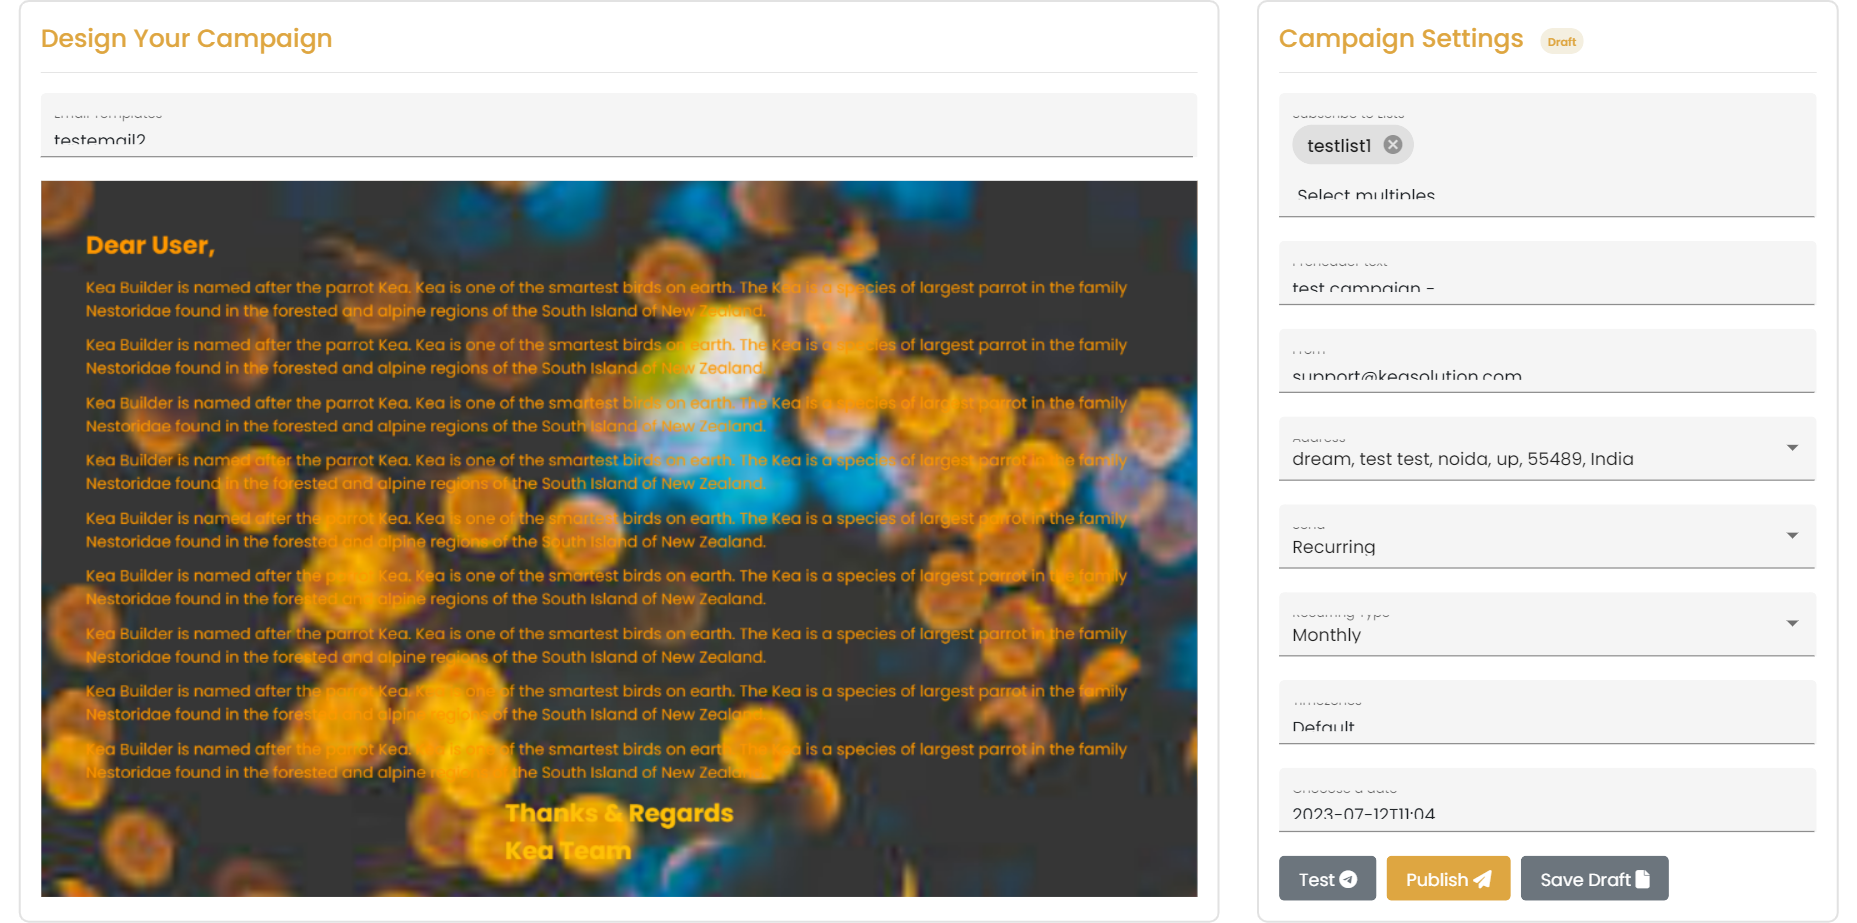 Design Your Campaign
Email Templates
testemail2
Dear User,
Kea Builder is named after the parrot Kea. Kea is one of the smartest birds on earth. The Kea is a species of largest parrot in the family
Nestoridae found in the forested and alpine regions of the South Island of New Zealand.
Kea Builder is named after the parrot Kea. Kea is one of the smartest birds on earth. The Kea is a species of largest parrot in the family
Nestoridae found in the forested and alpine regions of the South Island of New Zealand.
Kea Builder is named after the parrot Kea. Kea is one of the smartest birds on earth. The Kea is a species of largest parrot in the family
Nestoridae found in the forested and alpine regions of the South Island of New Zealand.
Kea Builder is named after the parrot Kea. Kea is one of the smartest birds on earth. The Kea is a species of largest parrot in the family
Nestoridae found in the forested and alpine regions of the South Island of New Zealand.
Kea Builder is named after the parrot Kea. Kea is one of the smartest birds on earth. The Kea is a species of largest parrot in the family
Nestoridae found in the forested and alpine regions of the South Island of New Zealand.
Kea Builder is named after the parrot Kea. Kea is one of the smartest birds on earth. The Kea is a species of largest parrot in the family
Nestoridae found in the forested and alpine regions of the South Island of New Zealand.
Kea Builder is named after the parrot Kea. Kea is one of the smartest birds on earth. The Kea is a species of largest parrot in the family
Nestoridae found in the forested and alpine regions of the South Island of New Zealand.
Kea Builder is named after the parrot Kea. Kea is one of the smartest birds on earth. The Kea is a species of largest parrot in the family
Nestoridae found in the forested and alpine regions of the South Island of New Zealand.
Kea Builder is named after the parrot Kea. Kea is one of the smartest birds on earth. The Kea is a species of largest parrot in the family
Nestoridae found in the forested and alpine regions of the South Island of New Zealand.
Thanks & Regards
Kea Team
Campaign Settings Draft
Subscribe to Lists
testlist1
Select multiples
Preheader text
test campaign -
From
support@keasolution.com
Address
dream, test test, noida, up, 55489, India
Send
Recurring
Recurring Type
Monthly
Timezones
Default
Choose a date
2023-07-12T11:04
Test
Publish
Save Draft